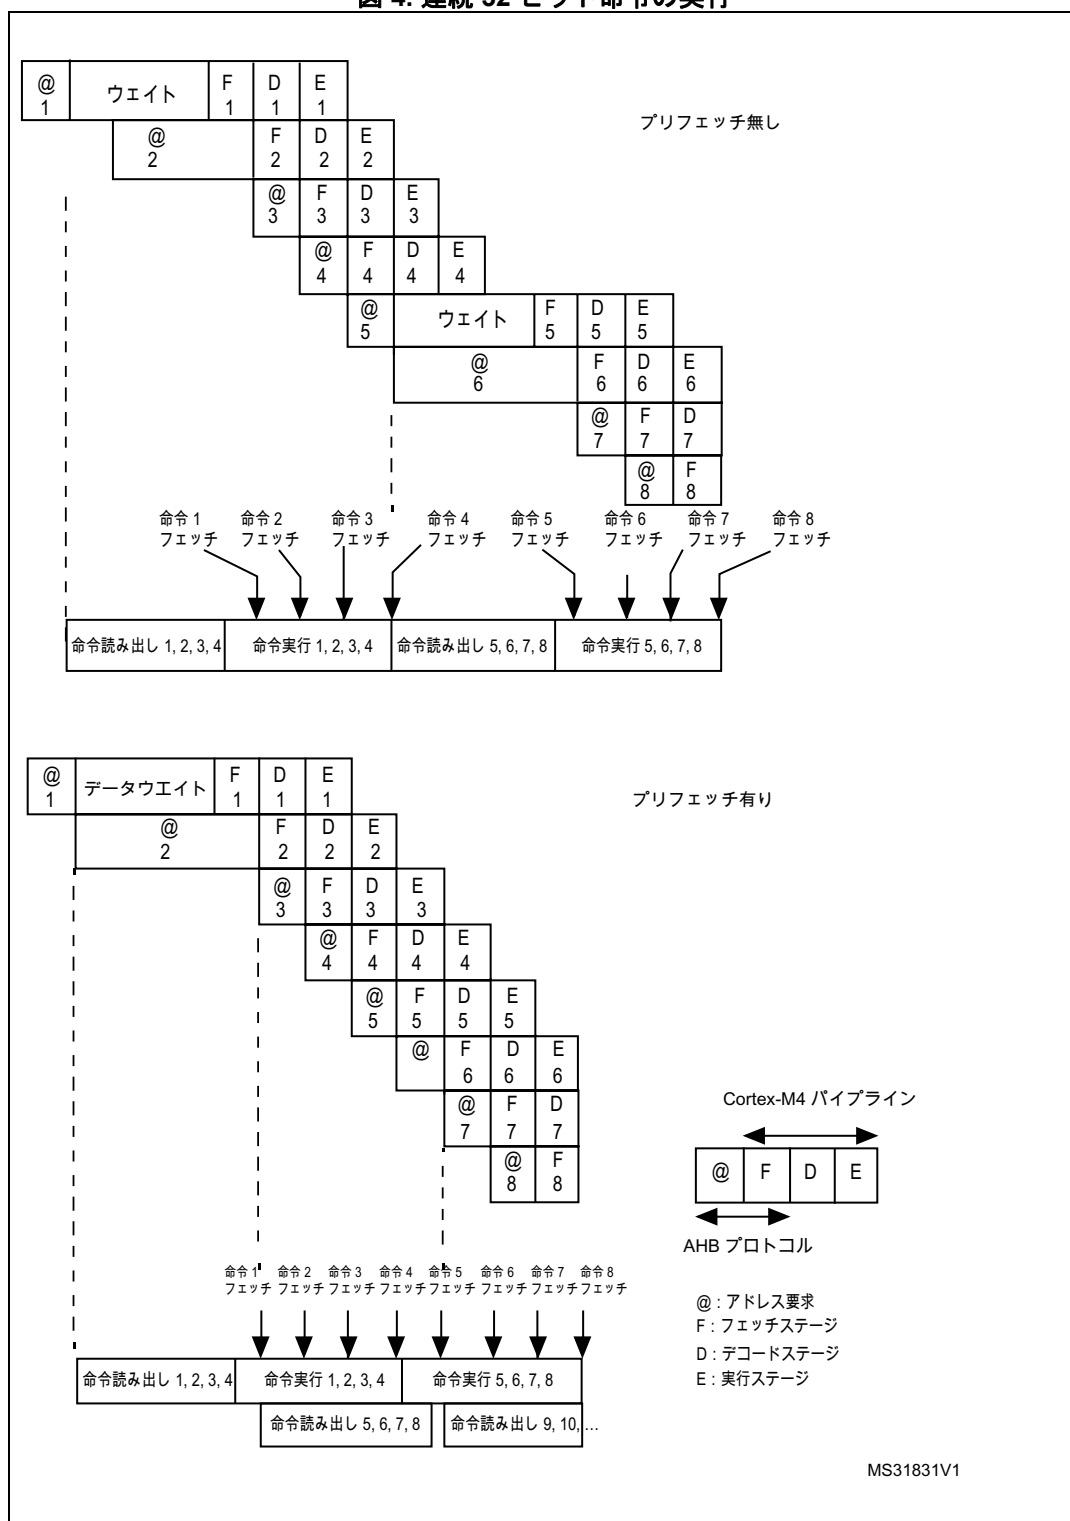 図 4. 連続 32 ビット命令の実行
@ ウェイト F D E
1 1 1 1
プリフェッチ無し
@ F D E
2 2 2 2
@ F D E
3 3 3 3
@ F D E
4 4 4 4
@ ウェイト F D E
5 5 5 5
@ F D E
6 6 6 6
@ F D
7 7 7
@ F
8 8
命令 1 命令 2 命令 3 命令 4 命令 5 命令 6 命令 7 命令 8
フェッチ フェッチ フェッチ フェッチ フェッチ フェッチ フェッチ フェッチ
命令読み出し 1, 2, 3, 4 命令実行 1, 2, 3, 4 命令読み出し 5, 6, 7, 8 命令実行 5, 6, 7, 8
@ データウエイト F D E
1 1 1 1
プリフェッチ有り
@ F D E
2 2 2 2
@ F D E
3 3 3 3
@ F D E
4 4 4 4
@ F D E
5 5 5 5
@ F D E
6 6 6
@ F D
7 7 7
@ F
8 8
Cortex-M4 パイプライン
@ F D E
AHB プロトコル
命令 1 命令 2 命令 3 命令 4 命令 5 命令 6 命令 7 命令 8
フェッチ フェッチ フェッチ フェッチ フェッチ フェッチ フェッチ フェッチ
@ : アドレス要求
F : フェッチステージ
D : デコードステージ
E : 実行ステージ
命令読み出し 1, 2, 3, 4 命令実行 1, 2, 3, 4 命令実行 5, 6, 7, 8
命令読み出し 5, 6, 7, 8 命令読み出し 9, 10, ...
MS31831V1